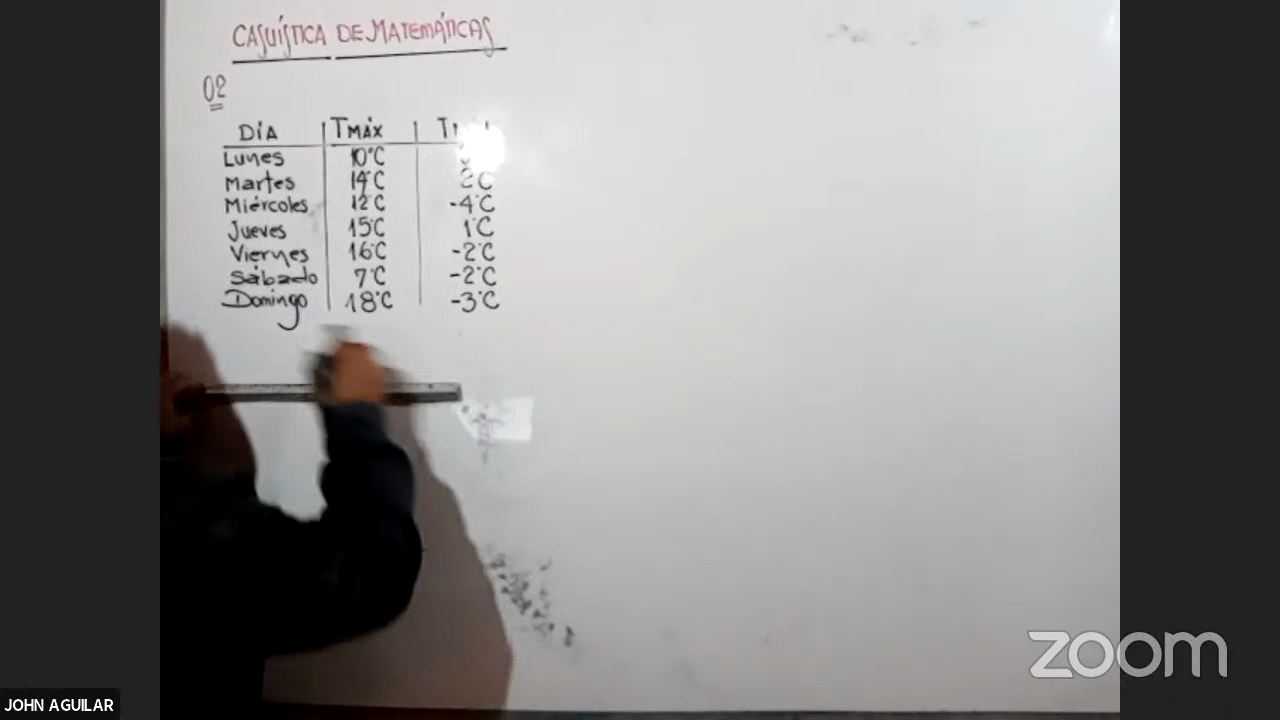 CASUÍSTICA DE MATEMÁTICAS
02
DÍA TMÁX
Lunes 10°C
Martes 14°C 2°C
Miércoles 12°C -4°C
Jueves 15°C 1°C
Viernes 16°C -2°C
Sábado 7°C -2°C
Domingo 18°C -3°C
zoom
JOHN AGUILAR